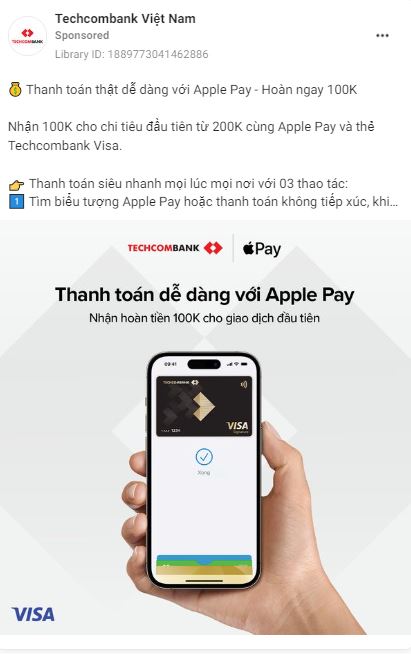 Techcombank Việt Nam
Sponsored
Library ID: 1889773041462886
💰 Thanh toán thật dễ dàng với Apple Pay - Hoàn ngay 100K
Nhận 100K cho chi tiêu đầu tiên từ 200K cùng Apple Pay và thẻ
Techcombank Visa.
👉 Thanh toán siêu nhanh mọi lúc mọi nơi với 03 thao tác:
1️⃣ Tìm biểu tượng Apple Pay hoặc thanh toán không tiếp xúc, khi...
TECHCOMBANK Pay
Thanh toán dễ dàng với Apple Pay
Nhận hoàn tiền 100K cho giao dịch đầu tiên
09:41
TECHCOMBANK
1234
VISA
Signature
Xong
VISA